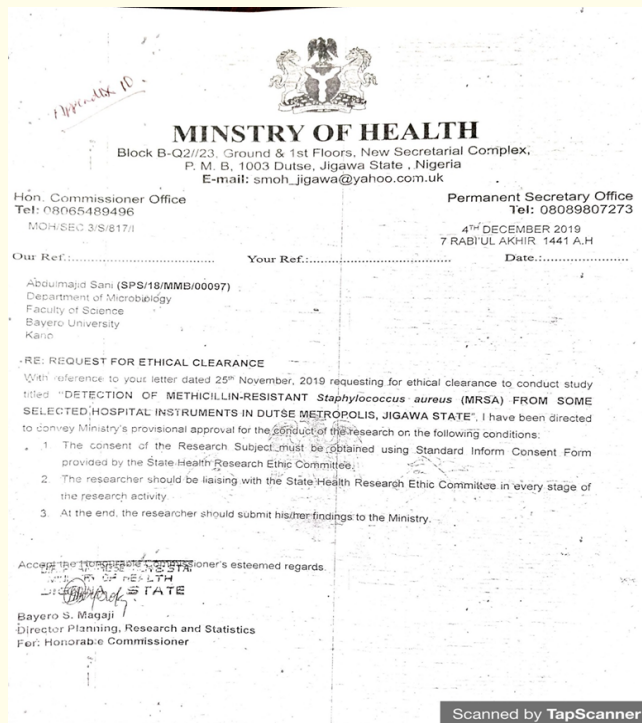 Appendix ID
MINSTRY OF HEALTH
Block B-Q2//23, Ground & 1st Floors, New Secretarial Complex,
P. M. B, 1003 Dutse, Jigawa State , Nigeria
E-mail: smoh_jigawa@yahoo.com.uk
Hon. Commissioner Office
Tel: 08065489496
Permanent Secretary Office
Tel: 08089807273
MOH/SEC 3/S/817/I
4TH DECEMBER 2019
7 RABI'UL AKHIR 1441 A.H
Our Ref.:............................ Your Ref.:............................ Date.:......................
Abdulmajid Sani (SPS/18/MMB/00097)
Department of Microbiology
Faculty of Science
Bayero University
Kano
RE: REQUEST FOR ETHICAL CLEARANCE
With reference to your letter dated 25th November, 2019 requesting for ethical clearance to conduct study
titled "DETECTION OF METHICILLIN-RESISTANT Staphylococcus aureus (MRSA) FROM SOME
SELECTED HOSPITAL INSTRUMENTS IN DUTSE METROPOLIS, JIGAWA STATE", I have been directed
to convey Ministry's provisional approval for the conduct of the research on the following conditions:
1 The consent of the Research Subject must be obtained using Standard Inform Consent Form
provided by the State Health Research Ethic Committee.
2. The researcher should be liaising with the State Health Research Ethic Committee in every stage of
the research activity
3. At the end, the researcher should submit his/her findings to the Ministry.
Accept the Honourable Commissioner's esteemed regards.
OF HEALTH
STATE
Bayero S. Magaji
Director Planning, Research and Statistics
For: Honorable Commissioner
Scanned by TapScanner